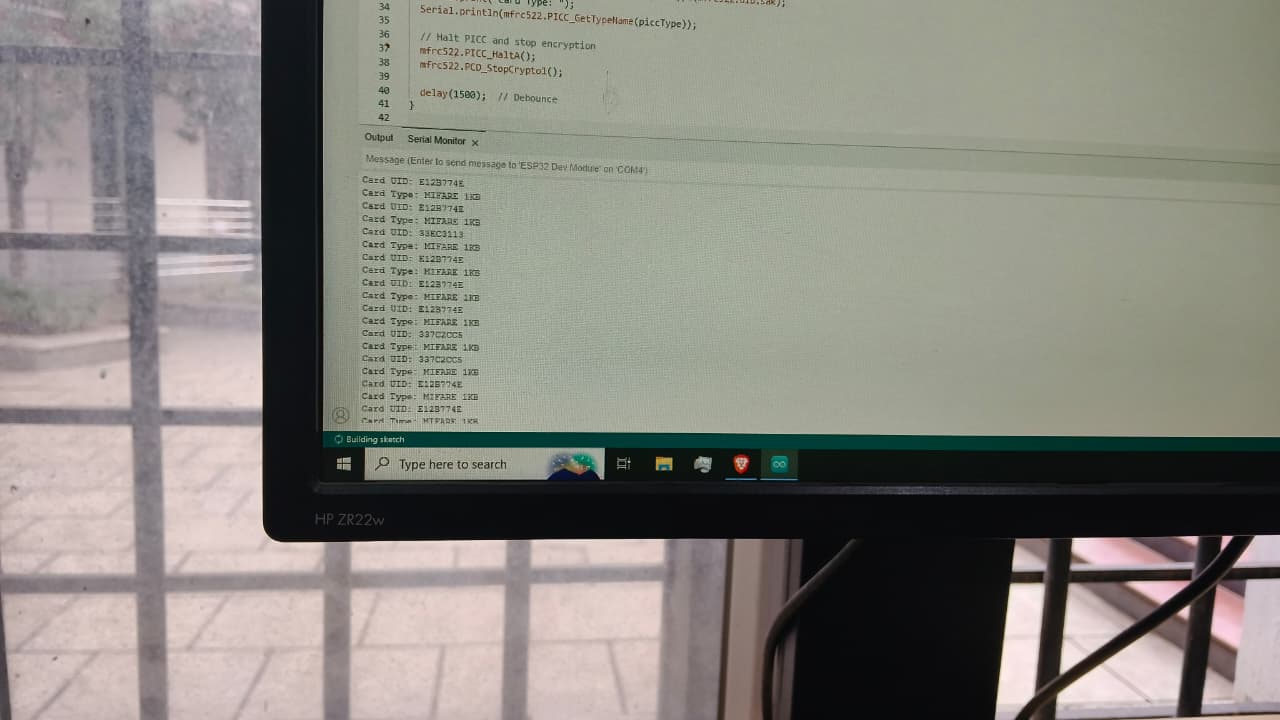 34
Card Type: ");
35
Serial.println(mfrc522.PICC_GetTypeName(piccType));
36
37 // Halt PICC and stop encryption
38 mfrc522.PICC_HaltA();
39 mfrc522.PCD_StopCrypto1();
40
41 delay(1500); // Debounce
42 }
Output Serial Monitor ×
Message (Enter to send message to 'ESP32 Dev Module' on 'COM4')
Card UID: E12B774E
Card Type: MIFARE 1KB
Card UID: E12B774E
Card Type: MIFARE 1KB
Card UID: 33EC3113
Card Type: MIFARE 1KB
Card UID: E12B774E
Card Type: MIFARE 1KB
Card UID: E12B774E
Card Type: MIFARE 1KB
Card UID: E12B774E
Card Type: MIFARE 1KB
Card UID: 337C2CC5
Card Type: MIFARE 1KB
Card UID: 337C2CC5
Card Type: MIFARE 1KB
Card UID: E12B774E
Card Type: MIFARE 1KB
Card UID: E12B774E
Card Type: MIFARE 1KB
Building sketch
Type here to search
HP ZR22w